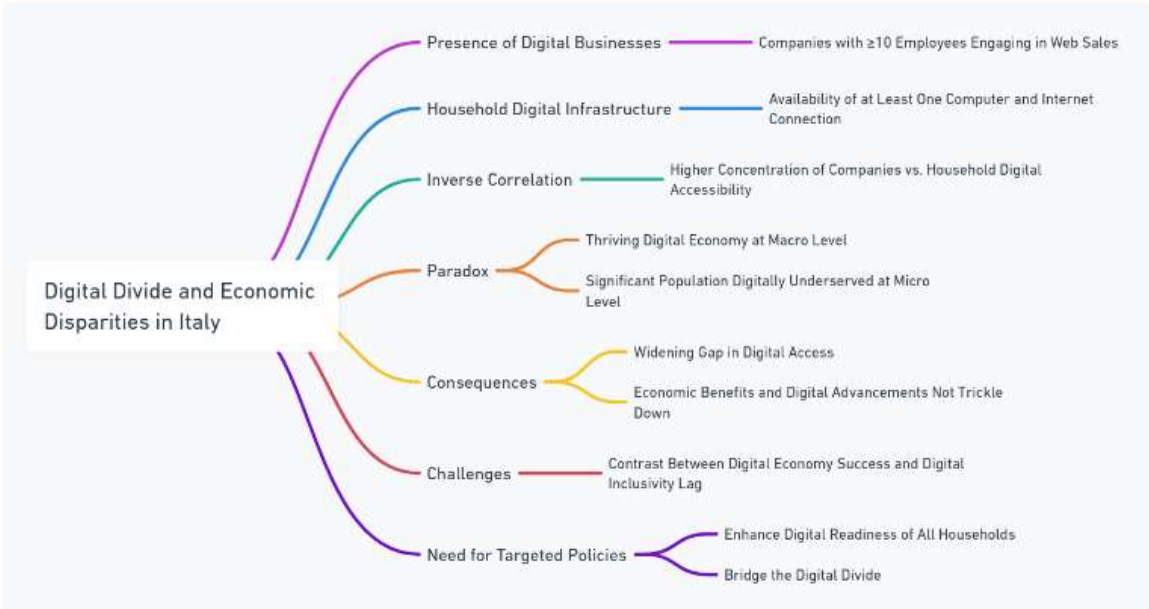 Presence of Digital Businesses
Companies with ≥10 Employees Engaging in Web Sales
Household Digital Infrastructure
Availability of at Least One Computer and Internet
Connection
Inverse Correlation
Higher Concentration of Companies vs. Household Digital
Accessibility
Paradox
Thriving Digital Economy at Macro Level
Significant Population Digitally Underserved at Micro
Level
Digital Divide and Economic
Disparities in Italy
Consequences
Widening Gap in Digital Access
Economic Benefits and Digital Advancements Not Trickle
Down
Challenges
Contrast Between Digital Economy Success and Digital
Inclusivity Lag
Need for Targeted Policies
Enhance Digital Readiness of All Households
Bridge the Digital Divide